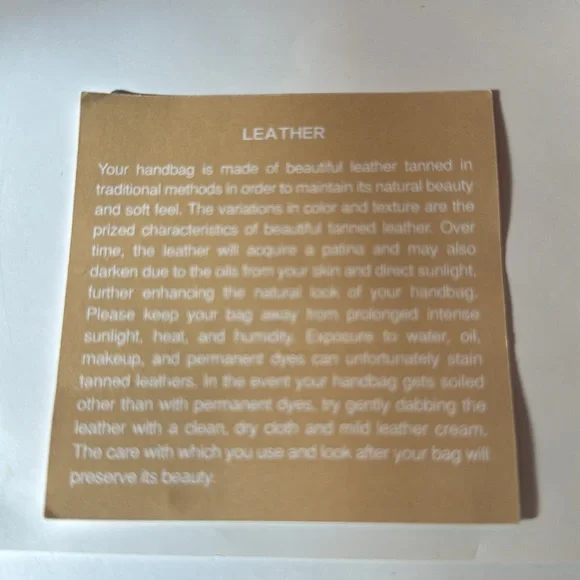 LEATHER
Your handbag is made of beautiful leather tanned in
traditional methods in order to maintain its natural beauty
and soft feel. The variations in color and texture are the
prized characteristics of beautiful tanned leather. Over
time, the leather will acquire a patina and may also
darken due to the oils from your skin and direct sunlight,
further enhancing the natural look of your handbag.
Please keep your bag away from prolonged intense
sunlight, heat, and humidity. Exposure to water, oil,
makeup, and permanent dyes can unfortunately stain
tanned leathers. In the event your handbag gets soiled
other than with permanent dyes, try gently dabbing the
leather with a clean, dry cloth and mild leather cream.
The care with which you use and look after your bag will
preserve its beauty.